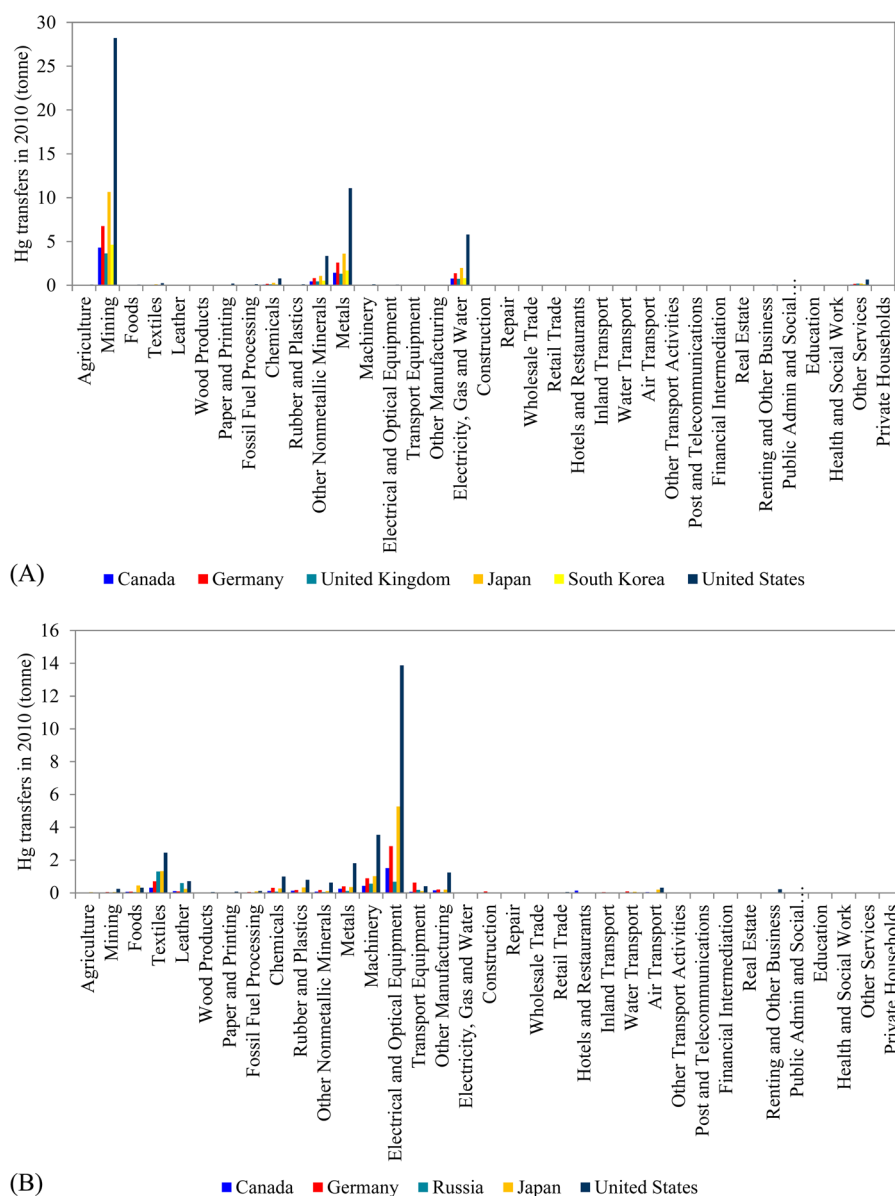 30
25
20
15
10
5
0
Hg transfers in 2010 (tonne)
Agriculture
Mining
Foods
Textiles
Leather
Wood Products
Paper and Printing
Fossil Fuel Processing
Chemicals
Rubber and Plastics
Other Nonmetallic Minerals
Metals
Machinery
Electrical and Optical Equipment
Transport Equipment
Other Manufacturing
Electricity, Gas and Water
Construction
Repair
Wholesale Trade
Retail Trade
Hotels and Restaurants
Inland Transport
Water Transport
Air Transport
Other Transport Activities
Post and Telecommunications
Financial Intermediation
Real Estate
Renting and Other Business
Public Admin and Social...
Education
Health and Social Work
Other Services
Private Households
(A)
Canada Germany United Kingdom Japan South Korea United States
16
14
12
10
8
6
4
2
0
Hg transfers in 2010 (tonne)
Agriculture
Mining
Foods
Textiles
Leather
Wood Products
Paper and Printing
Fossil Fuel Processing
Chemicals
Rubber and Plastics
Other Nonmetallic Minerals
Metals
Machinery
Electrical and Optical Equipment
Transport Equipment
Other Manufacturing
Electricity, Gas and Water
Construction
Repair
Wholesale Trade
Retail Trade
Hotels and Restaurants
Inland Transport
Water Transport
Air Transport
Other Transport Activities
Post and Telecommunications
Financial Intermediation
Real Estate
Renting and Other Business
Public Admin and Social...
Education
Health and Social Work
Other Services
Private Households
(B)
Canada Germany Russia Japan United States